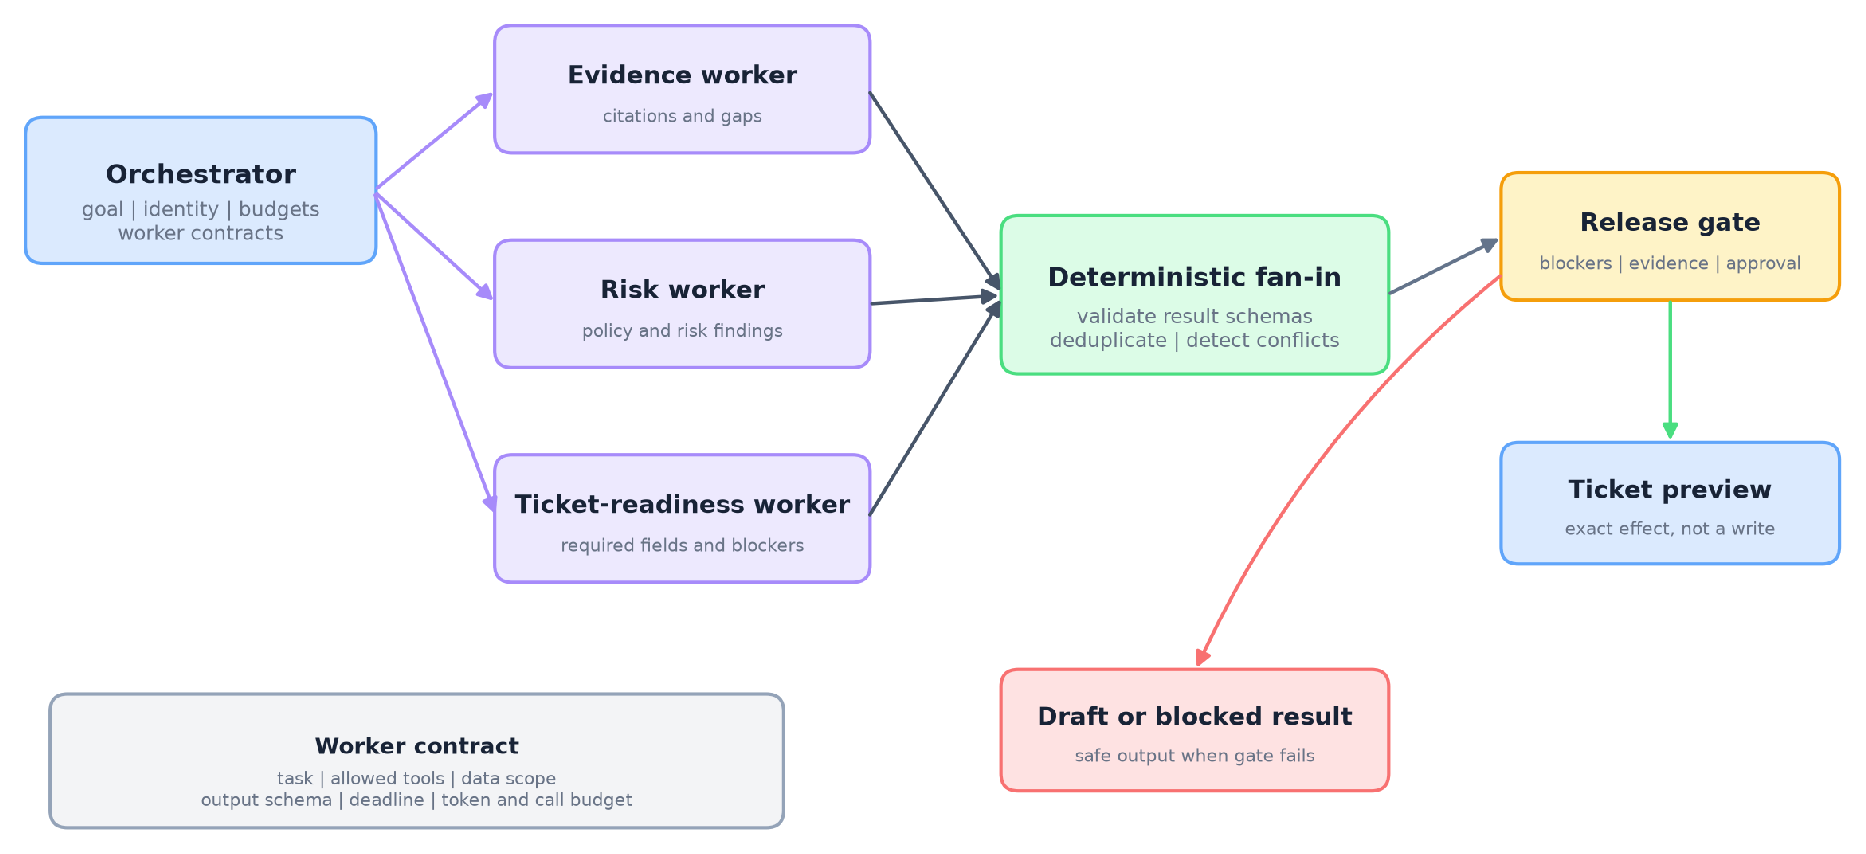 Evidence worker
citations and gaps
Orchestrator
goal | identity | budgets
worker contracts
Risk worker
policy and risk findings
Ticket-readiness worker
required fields and blockers
Deterministic fan-in
validate result schemas
deduplicate | detect conflicts
Release gate
blockers | evidence | approval
Ticket preview
exact effect, not a write
Draft or blocked result
safe output when gate fails
Worker contract
task | allowed tools | data scope
output schema | deadline | token and call budget